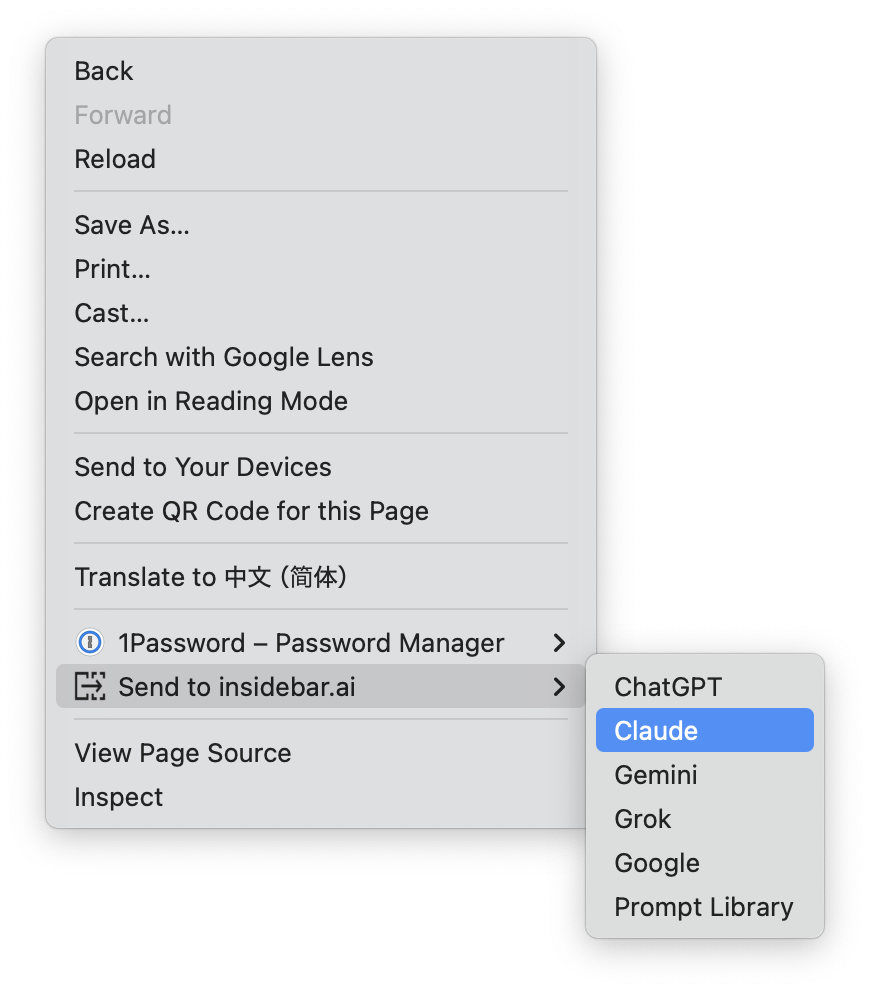 Back
Forward
Reload
Save As...
Print...
Cast...
Search with Google Lens
Open in Reading Mode
Send to Your Devices
Create QR Code for this Page
Translate to 中文 (简体)
1Password – Password Manager
Send to insidebar.ai
View Page Source
Inspect
ChatGPT
Claude
Gemini
Grok
Google
Prompt Library